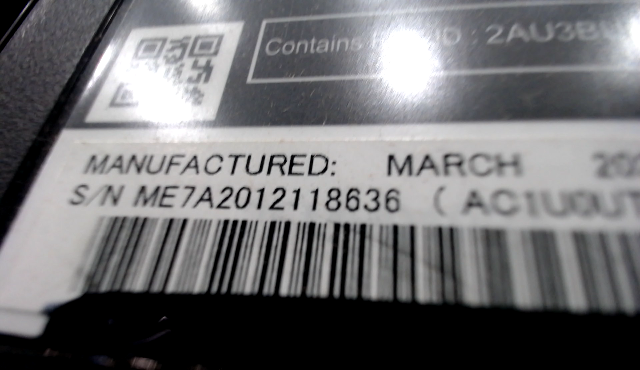 Contains ID : 2AU3B
MANUFACTURED: MARCH
S/N ME7A2012118636 (